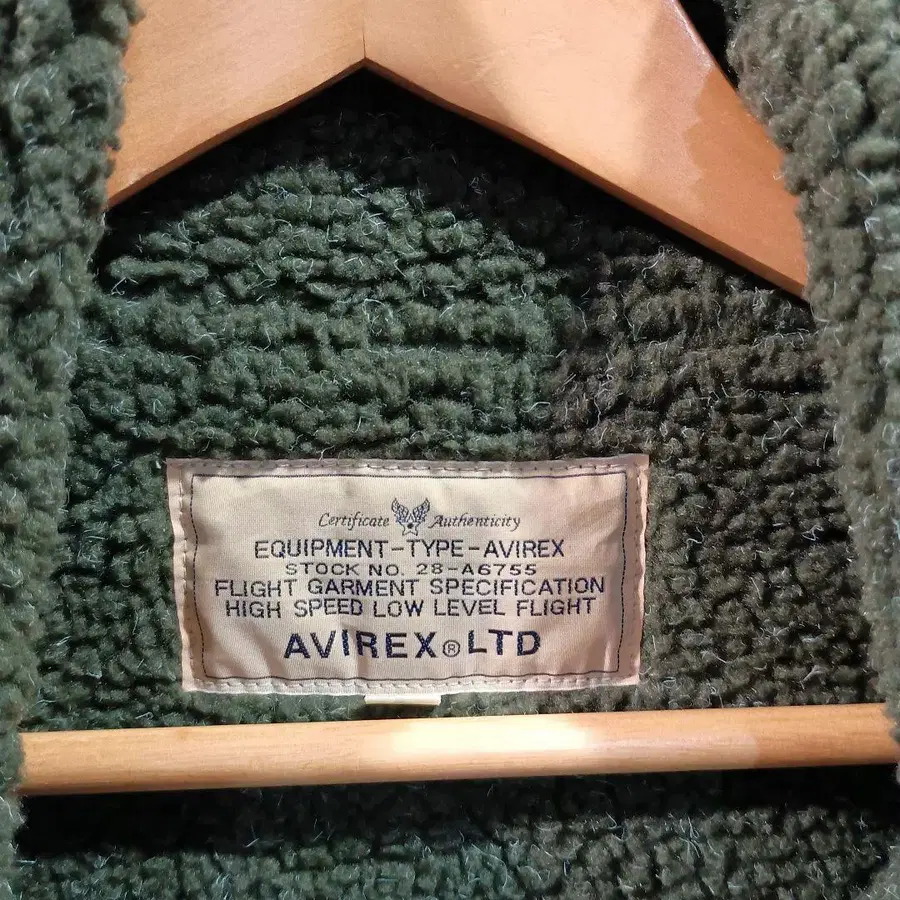 Certificate Authenticity
EQUIPMENT-TYPE-AVIREX
STOCK NO. 28-A6755
FLIGHT GARMENT SPECIFICATION
HIGH SPEED LOW LEVEL FLIGHT
AVIREX® LTD